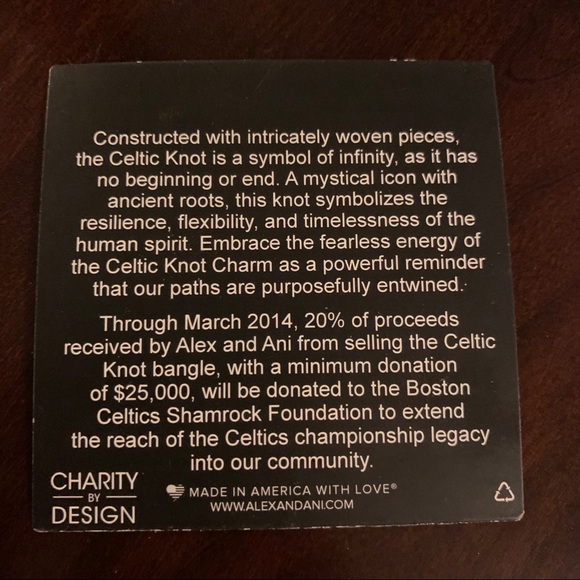 Constructed with intricately woven pieces,
the Celtic Knot is a symbol of infinity, as it has
no beginning or end. A mystical icon with
ancient roots, this knot symbolizes the
resilience, flexibility, and timelessness of the
human spirit. Embrace the fearless energy of
the Celtic Knot Charm as a powerful reminder
that our paths are purposefully entwined.
Through March 2014, 20% of proceeds
received by Alex and Ani from selling the Celtic
Knot bangle, with a minimum donation
of $25,000, will be donated to the Boston
Celtics Shamrock Foundation to extend
the reach of the Celtics championship legacy
into our community.
CHARITY
BY
DESIGN
MADE IN AMERICA WITH LOVE®
WWW.ALEXANDANI.COM